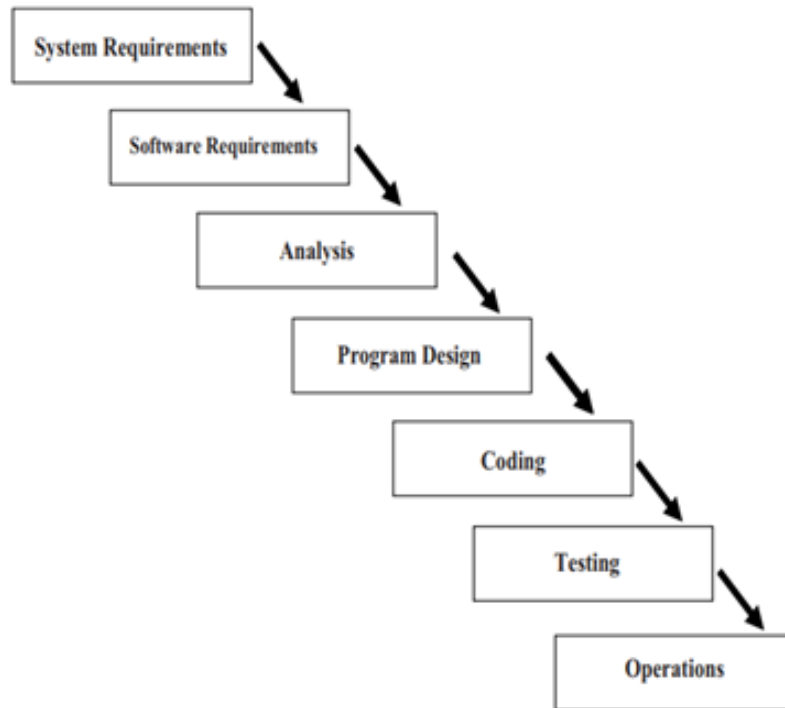 System Requirements
Software Requirements
Analysis
Program Design
Coding
Testing
Operations